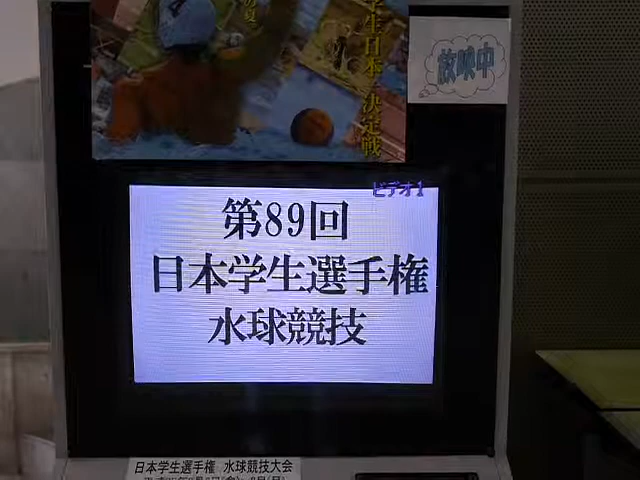 の夏
学生日本一決定戦
放映中
ビデオ1
第89回
日本学生選手権
水球競技
日本学生選手権 水球競技大会